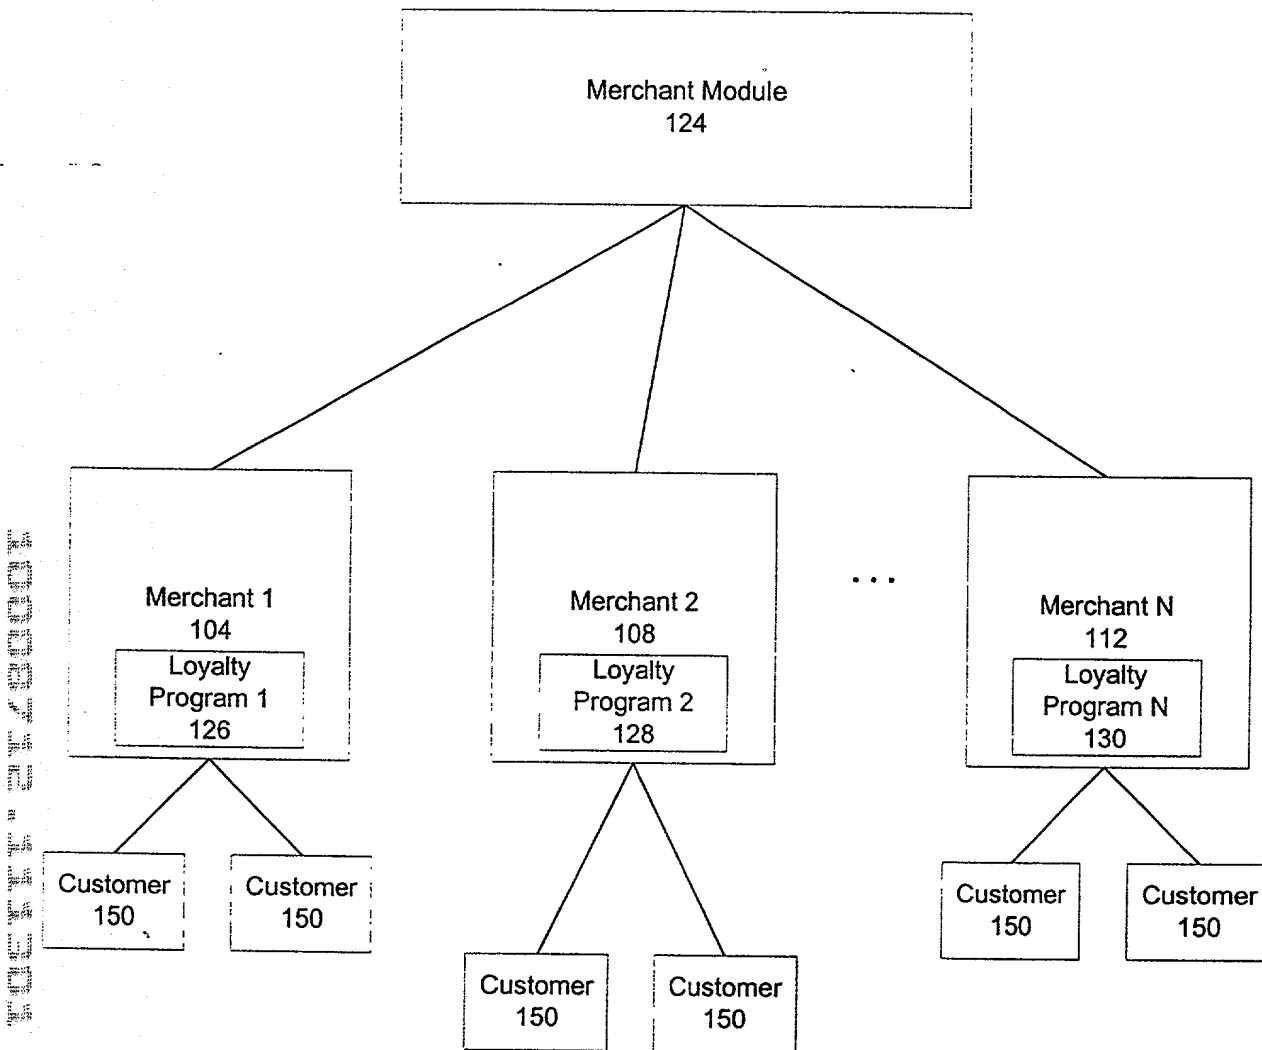 Merchant Module
124
Merchant 1
104
Loyalty
Program 1
126
Merchant 2
108
Loyalty
Program 2
128
...
Merchant N
112
Loyalty
Program N
130
Customer
150
Customer
150
Customer
150
Customer
150
Customer
150
Customer
150